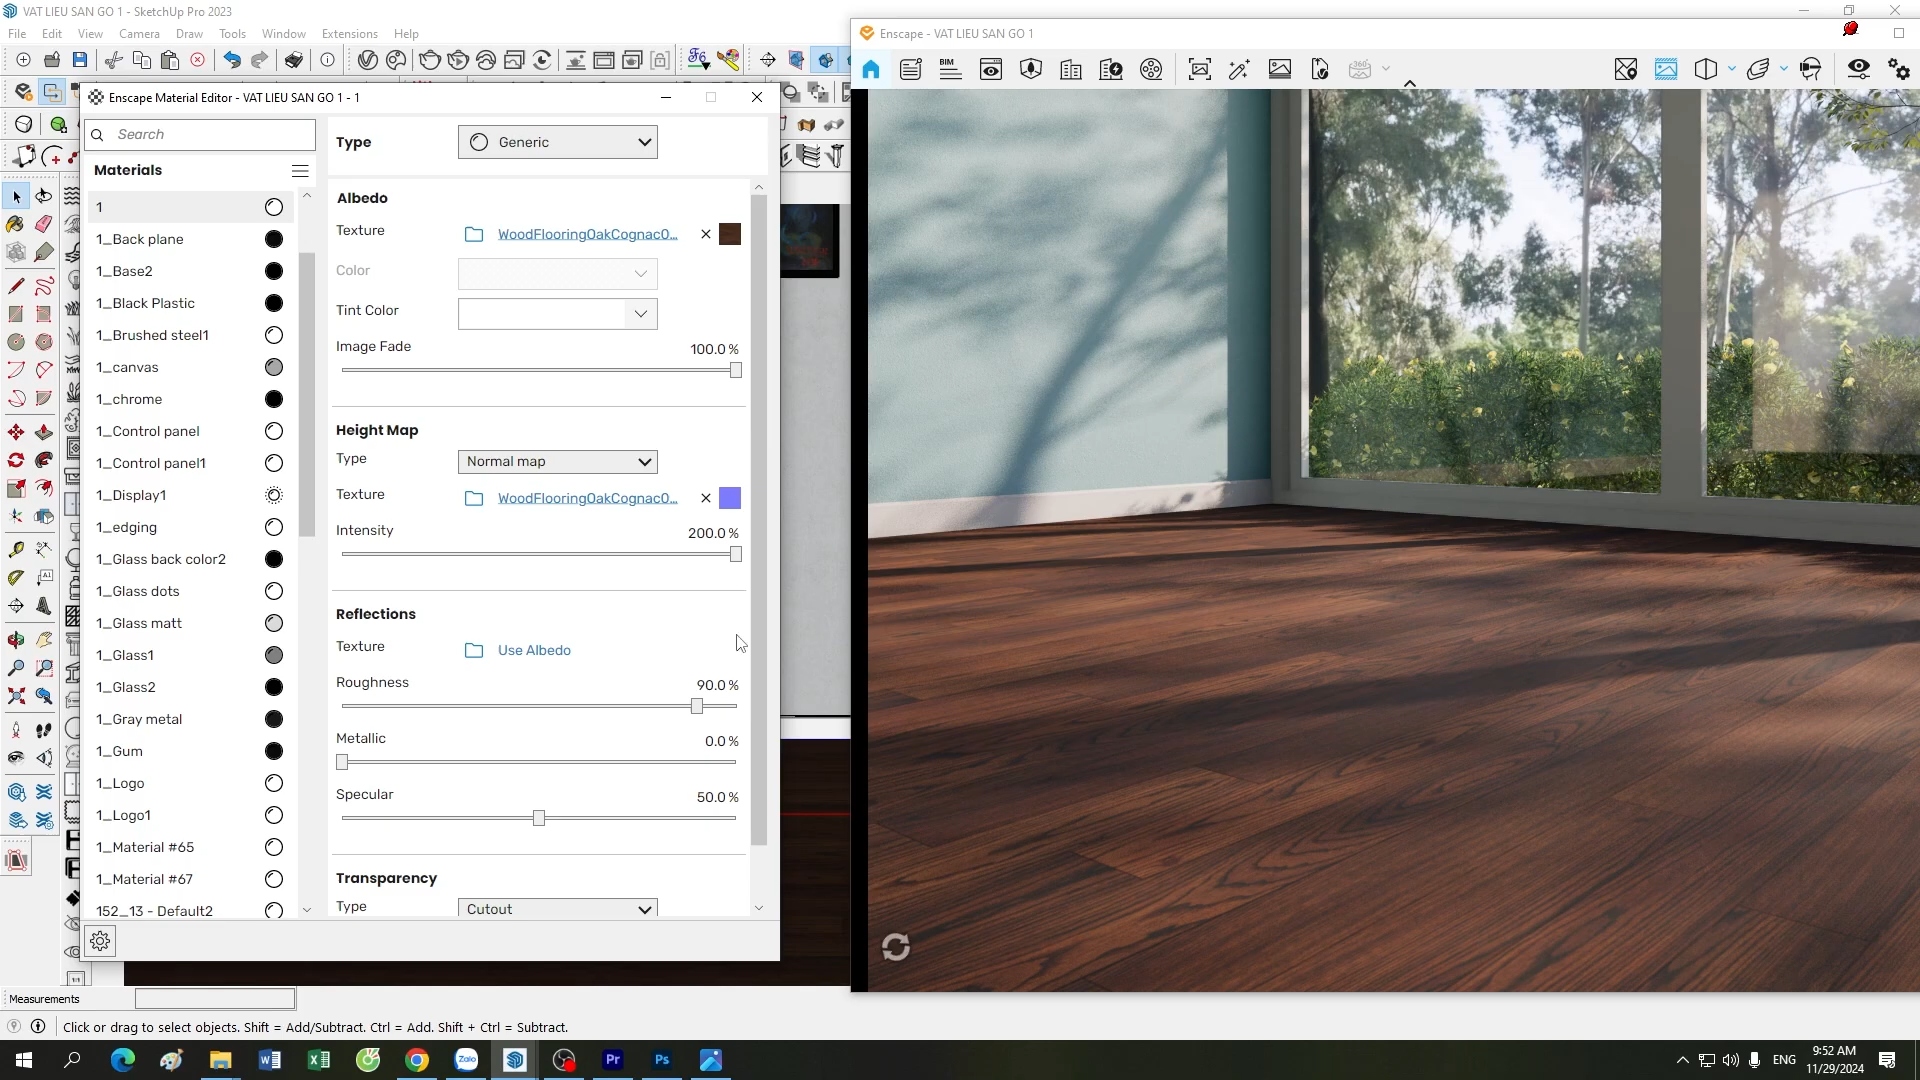 VAT LIEU SAN GO 1 - SketchUp Pro 2023
File Edit View Camera Draw Tools Window Extensions Help
Enscape - VAT LIEU SAN GO 1
BIM
360°
Enscape Material Editor - VAT LIEU SAN GO 1 - 1
Search
Materials
1
1_Back plane
1_Base2
1_Black Plastic
1_Brushed steel1
1_canvas
1_chrome
1_Control panel
1_Control panel1
1_Display1
1_edging
1_Glass back color2
1_Glass dots
1_Glass matt
1_Glass1
1_Glass2
1_Gray metal
1_Gum
1_Logo
1_Logo1
1_Material #65
1_Material #67
152_13 - Default2
Type Generic
Albedo
Texture WoodFlooringOakCognac0...
Color
Tint Color
Image Fade 100.0 %
Height Map
Type Normal map
Texture WoodFlooringOakCognac0...
Intensity 200.0 %
Reflections
Texture Use Albedo
Roughness 90.0 %
Metallic 0.0 %
Specular 50.0 %
Transparency
Type Cutout
Measurements
Click or drag to select objects. Shift = Add/Subtract. Ctrl = Add. Shift + Ctrl = Subtract.
Zalo
Pr
Ps
ENG
9:52 AM
11/29/2024